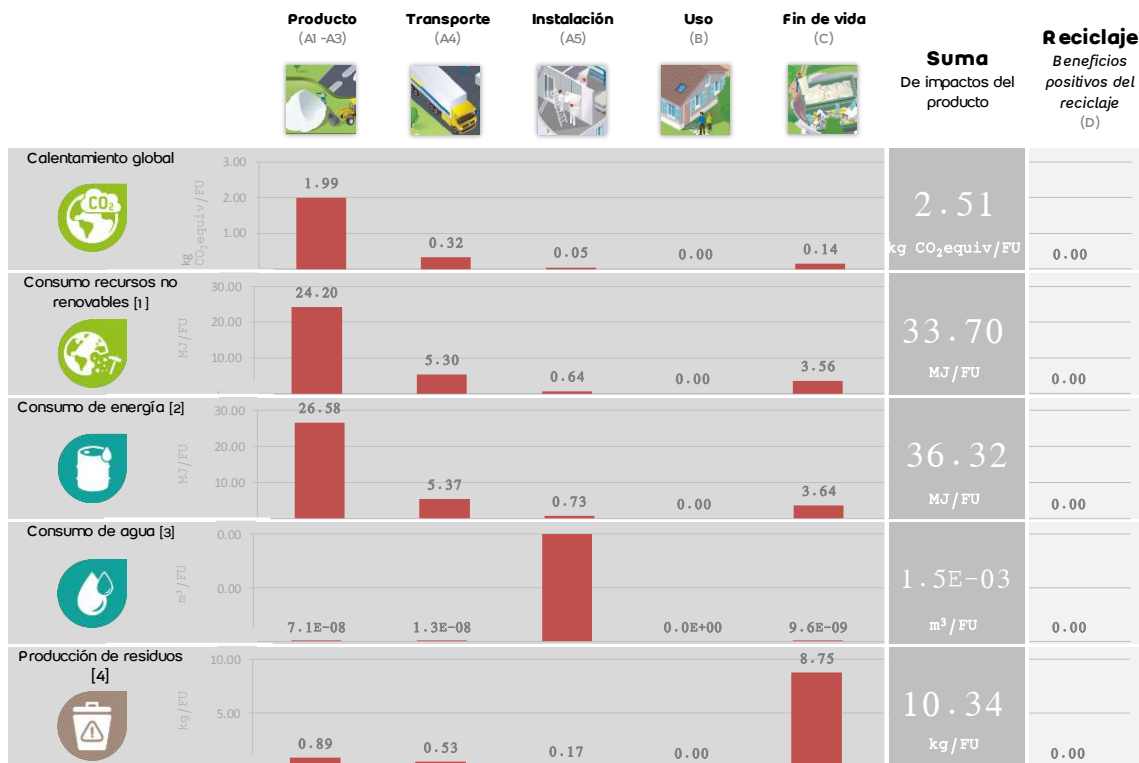 Producto
(A1 -A3)
Transporte
(A4)
Instalación
(A5)
Uso
(B)
Fin de vida
(C)
Suma
De impactos del
producto
Reciclaje
Beneficios
positivos del
reciclaje
(D)
Calentamiento global
CO₂
kg
CO₂equiv/FU
3.00
2.00
1.00
1.99
0.32
0.05
0.00
0.14
2.51
kg CO₂equiv/FU
0.00
Consumo recursos no
renovables [1]
MJ/FU
30.00
20.00
10.00
24.20
5.30
0.64
0.00
3.56
33.70
MJ/FU
0.00
Consumo de energía [2]
MJ/FU
30.00
20.00
10.00
26.58
5.37
0.73
0.00
3.64
36.32
MJ/FU
0.00
Consumo de agua [3]
m³/FU
0.00
0.00
7.1E-08
1.3E-08
0.0E+00
9.6E-09
1.5E-03
m³/FU
0.00
Producción de residuos
[4]
kg/FU
10.00
5.00
0.89
0.53
0.17
0.00
8.75
10.34
kg/FU
0.00